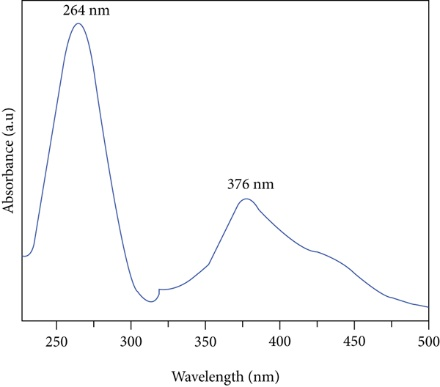 264 nm
376 nm
Absorbance (a.u)
250 300 350 400 450 500
Wavelength (nm)